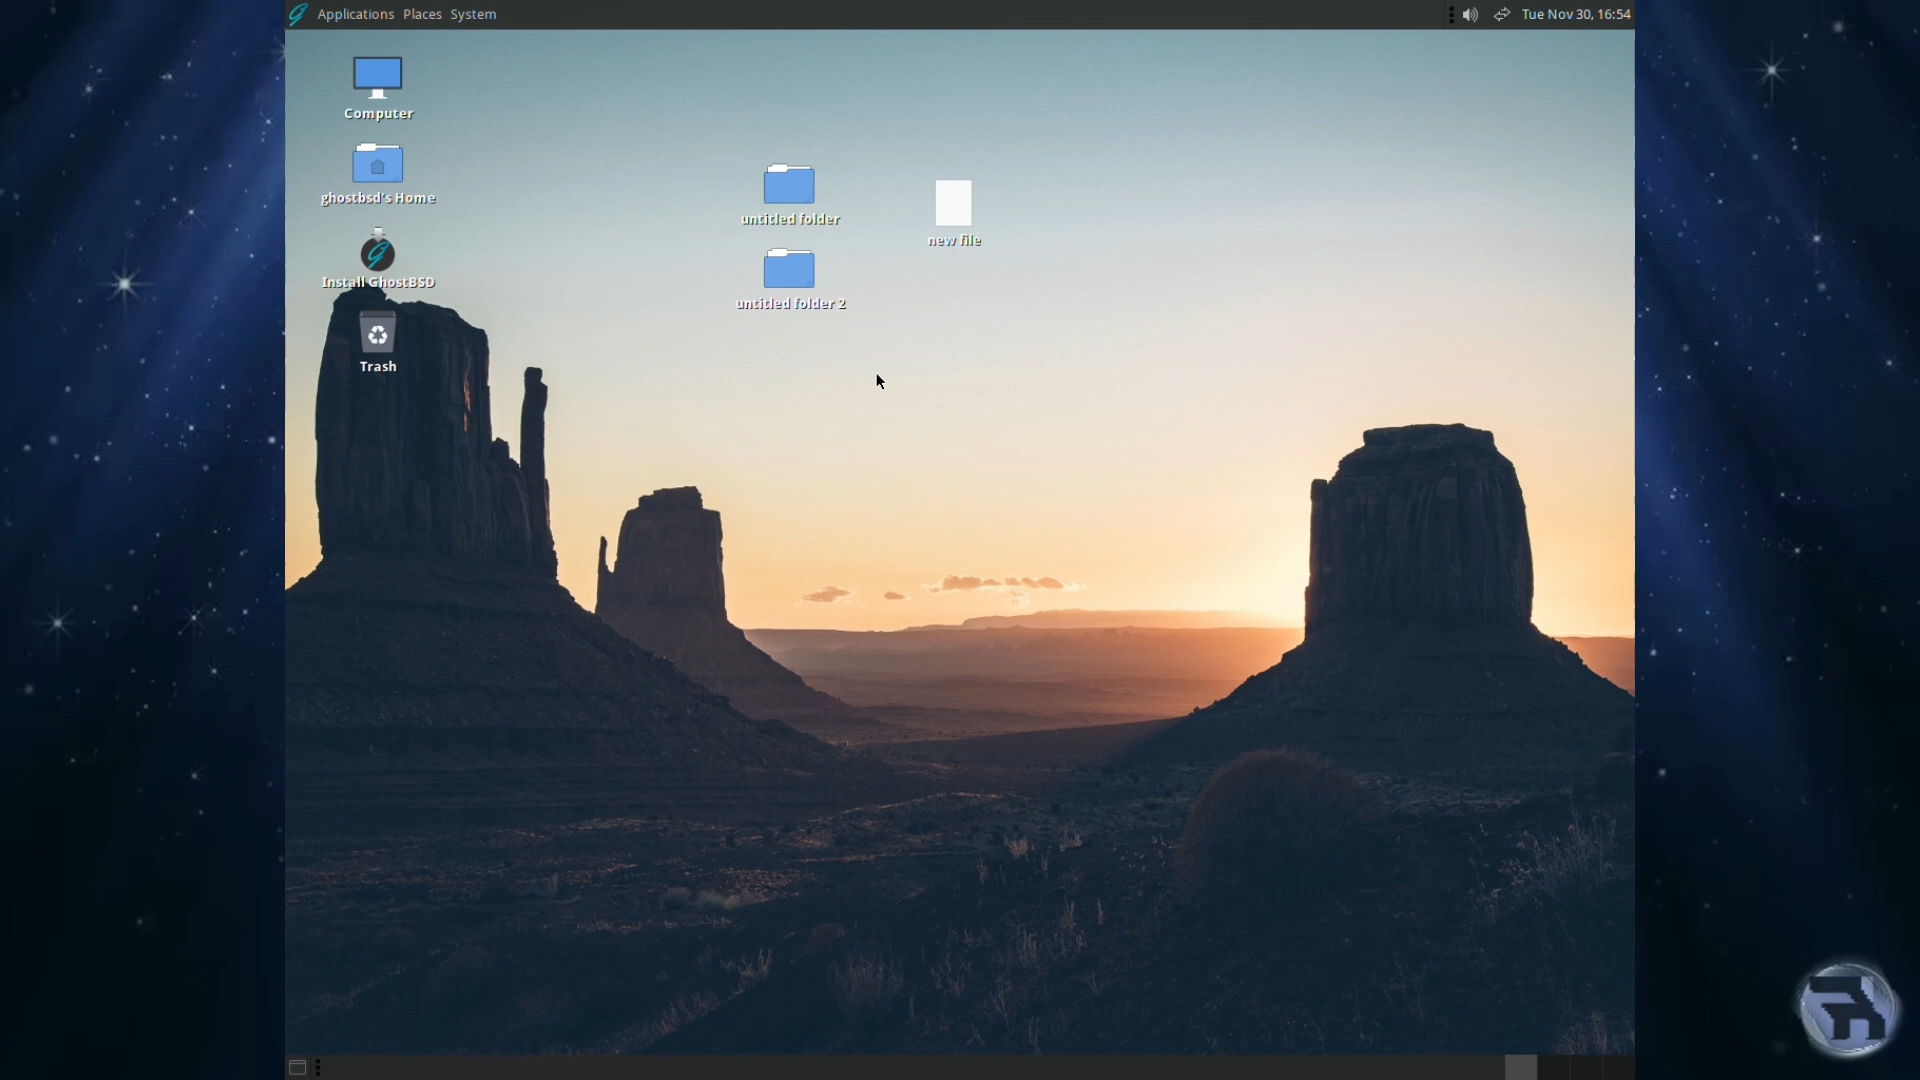 Applications Places System
Tue Nov 30, 16:54
Computer
ghostbsd's Home
untitled folder
new file
Install GhostBSD
untitled folder 2
Trash